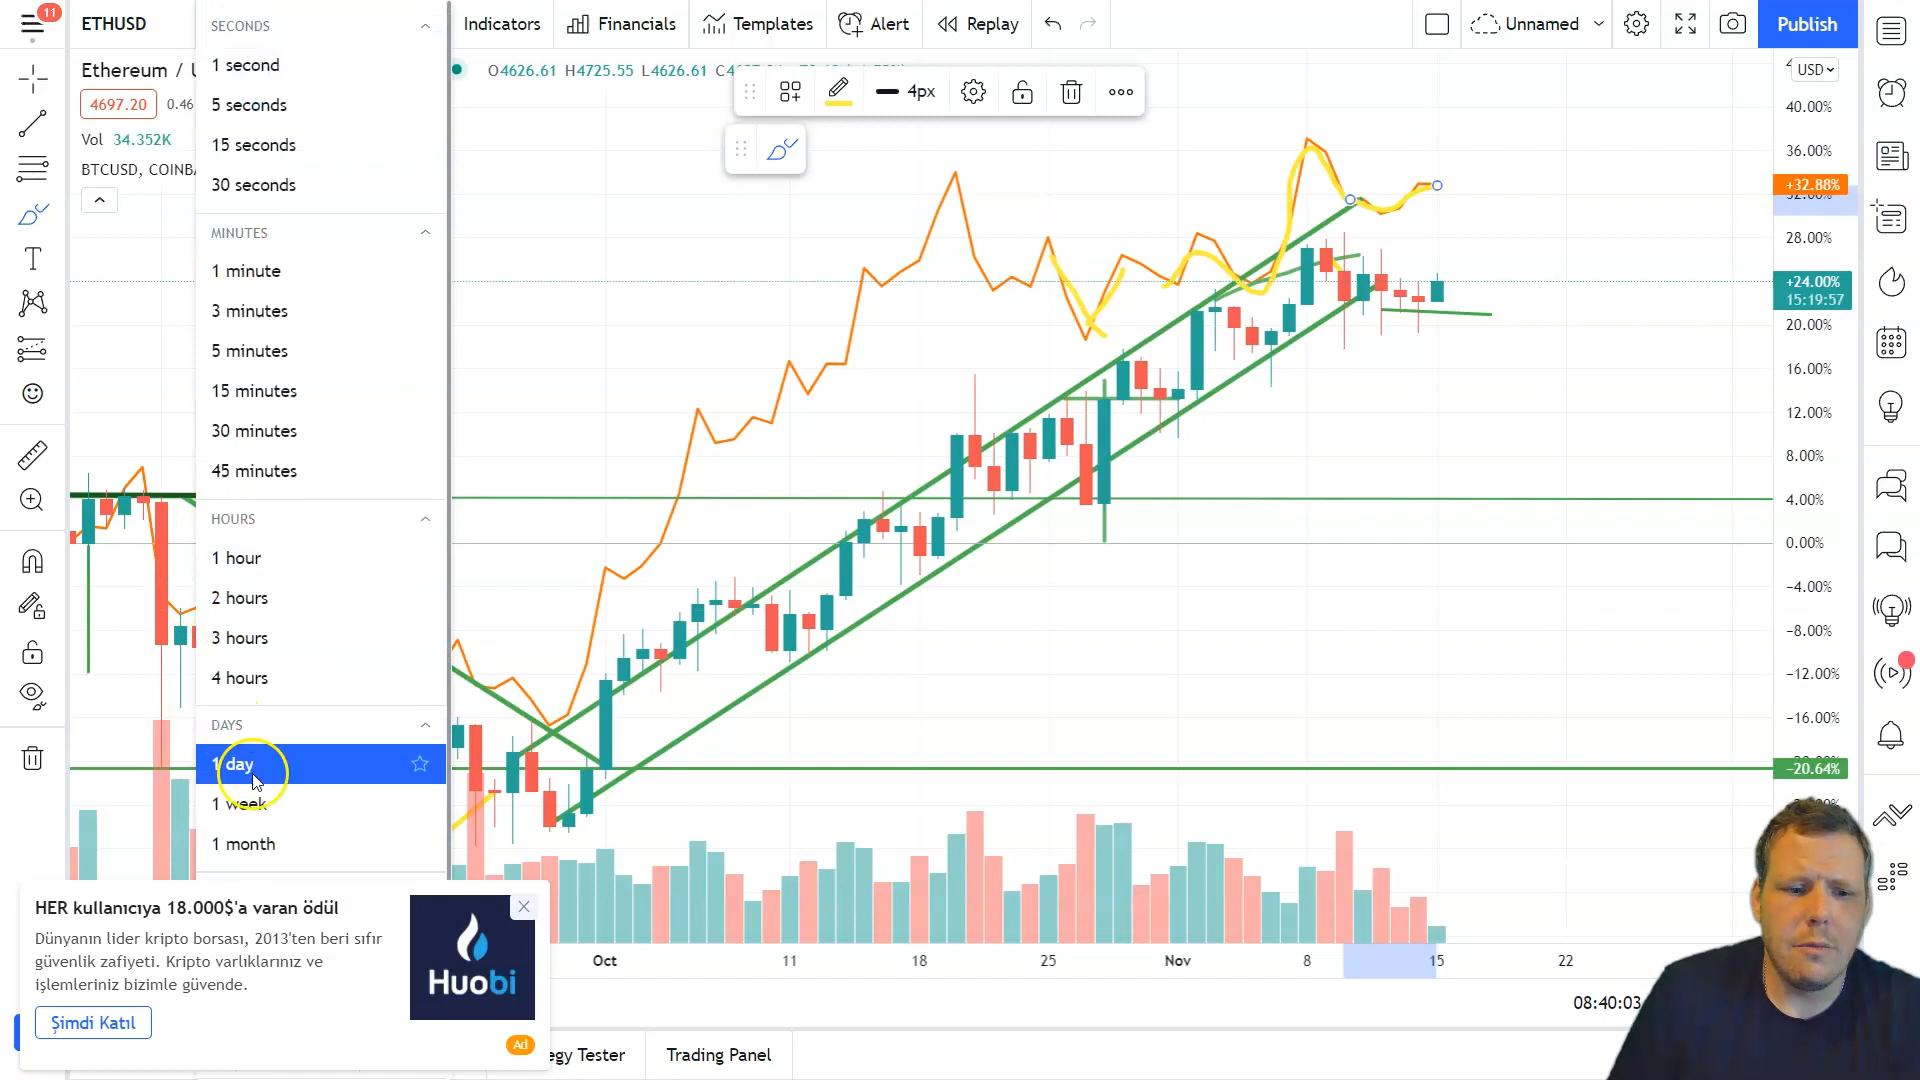 11
ETHUSD
SECONDS
Indicators
Financials
Templates
Alert
Replay
Unnamed
Publish
Ethereum /
1 second
O4626.61 H4725.55 L4626.61
4px
USD
4697.20
0.46
5 seconds
40.00%
Vol 34.352K
15 seconds
36.00%
BTCUSD, COINBA
30 seconds
+32.88%
MINUTES
28.00%
1 minute
+24.00%
15:19:57
3 minutes
20.00%
5 minutes
16.00%
15 minutes
12.00%
30 minutes
8.00%
45 minutes
4.00%
HOURS
0.00%
1 hour
−4.00%
2 hours
−8.00%
3 hours
−12.00%
4 hours
−16.00%
DAYS
1 day
−20.64%
1 week
1 month
HER kullanıcıya 18.000$'a varan ödül
Dünyanın lider kripto borsası, 2013'ten beri sıfır
güvenlik zafiyeti. Kripto varlıklarınız ve
işlemleriniz bizimle güvende.
Huobi
Şimdi Katıl
Ad
Oct
11
18
25
Nov
8
15
22
08:40:03
egy Tester
Trading Panel